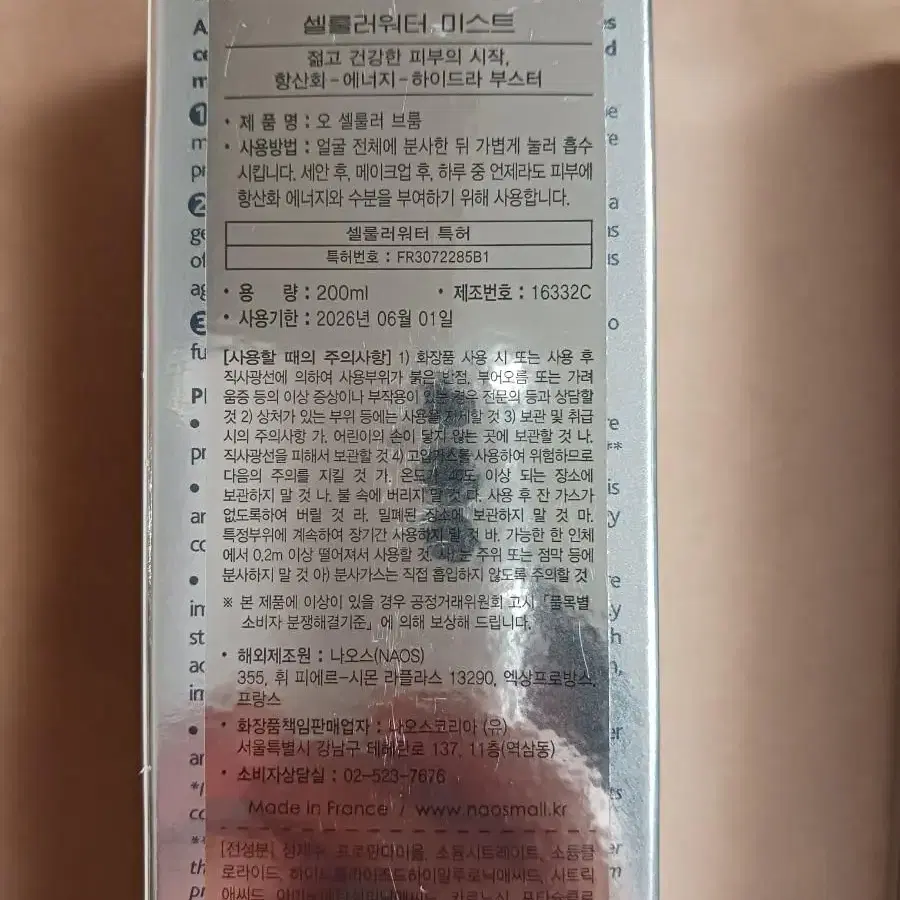 셀룰러워터 미스트
젊고 건강한 피부의 시작,
항산화-에너지-하이드라 부스터
• 제 품 명 : 오 셀룰러 브룸
• 사용방법 : 얼굴 전체에 분사한 뒤 가볍게 눌러 흡수
시킵니다. 세안 후, 메이크업 후, 하루 중 언제라도 피부에
항산화 에너지와 수분을 부여하기 위해 사용합니다.
셀룰러워터 특허
특허번호 : FR3072285B1
• 용 량 : 200ml • 제조번호 : 16332C
• 사용기한 : 2026년 06월 01일
[사용할 때의 주의사항] 1) 화장품 사용 시 또는 사용 후
직사광선에 의하여 사용부위가 붉은 반점, 부어오름 또는 가려
움증 등의 이상 증상이나 부작용이 있는 경우 전문의 등과 상담할
것 2) 상처가 있는 부위 등에는 사용을 자제할 것 3) 보관 및 취급
시의 주의사항 가. 어린이의 손이 닿지 않는 곳에 보관할 것 나.
직사광선을 피해서 보관할 것 4) 고압가스를 사용하여 위험하므로
다음의 주의를 지킬 것 가. 온도가 40도 이상 되는 장소에
보관하지 말 것 나. 불 속에 버리지 말 것 다. 사용 후 잔 가스가
없도록하여 버릴 것 라. 밀폐된 장소에 보관하지 말 것 마.
특정부위에 계속하여 장기간 사용하지 말 것 바. 가능한 한 인체
에서 0.2m 이상 떨어져서 사용할 것 사) 눈 주위 또는 점막 등에
분사하지 말 것 아) 분사가스는 직접 흡입하지 않도록 주의할 것
※ 본 제품에 이상이 있을 경우 공정거래위원회 고시 「품목별
소비자 분쟁해결기준」에 의해 보상해 드립니다.
• 해외제조원 : 나오스(NAOS)
355, 휘 피에르-시몬 라플라스 13290, 엑상프로방스,
프랑스
• 화장품책임판매업자 : 나오스코리아 (유)
서울특별시 강남구 테헤란로 137, 11층(역삼동)
• 소비자상담실 : 02-523-7676
Made in France / www.naosmall.kr
[전성분] 정제수, 프로판다이올, 소듐시트레이트, 소듐클
로라이드, 하이드롤라이즈드하이알루로닉애씨드, 시트릭